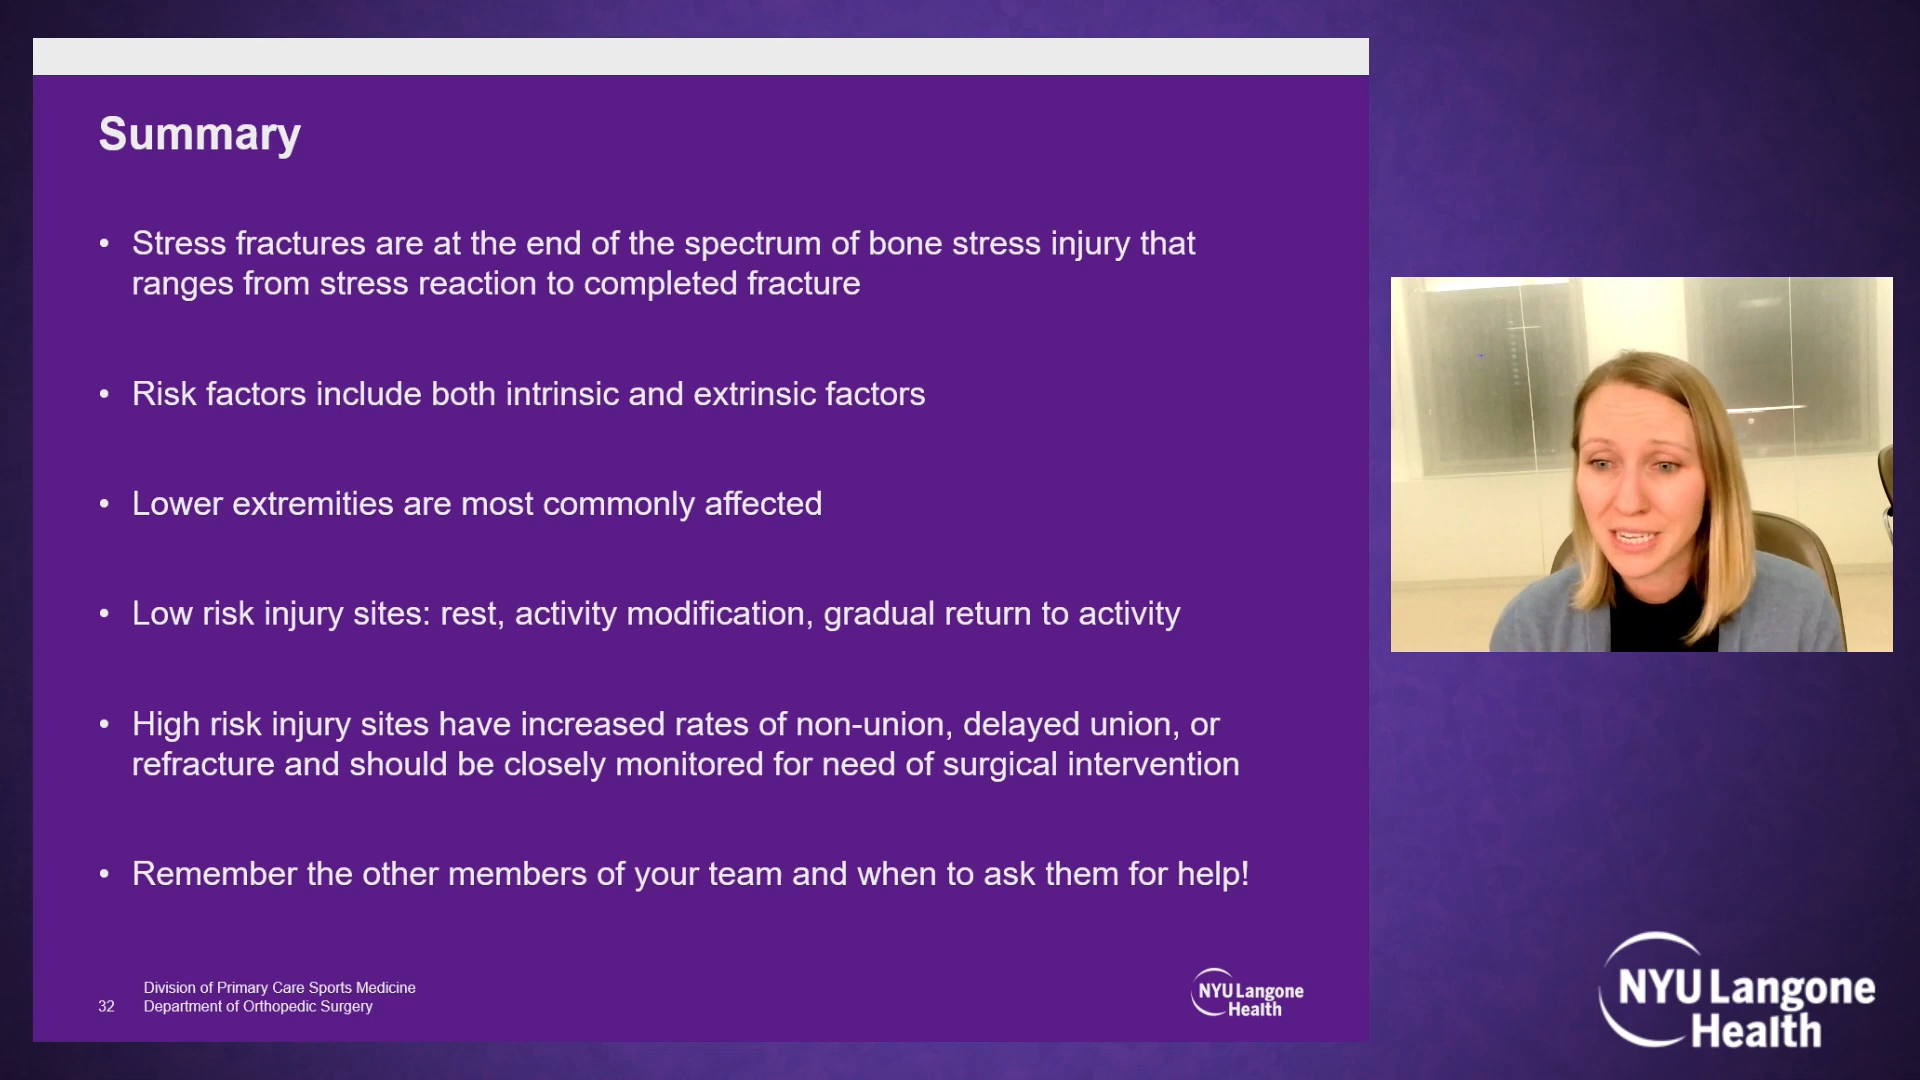 Summary
• Stress fractures are at the end of the spectrum of bone stress injury that
ranges from stress reaction to completed fracture
• Risk factors include both intrinsic and extrinsic factors
• Lower extremities are most commonly affected
• Low risk injury sites: rest, activity modification, gradual return to activity
• High risk injury sites have increased rates of non-union, delayed union, or
refracture and should be closely monitored for need of surgical intervention
• Remember the other members of your team and when to ask them for help!
Division of Primary Care Sports Medicine
32 Department of Orthopedic Surgery
NYU Langone
Health
NYU Langone
Health